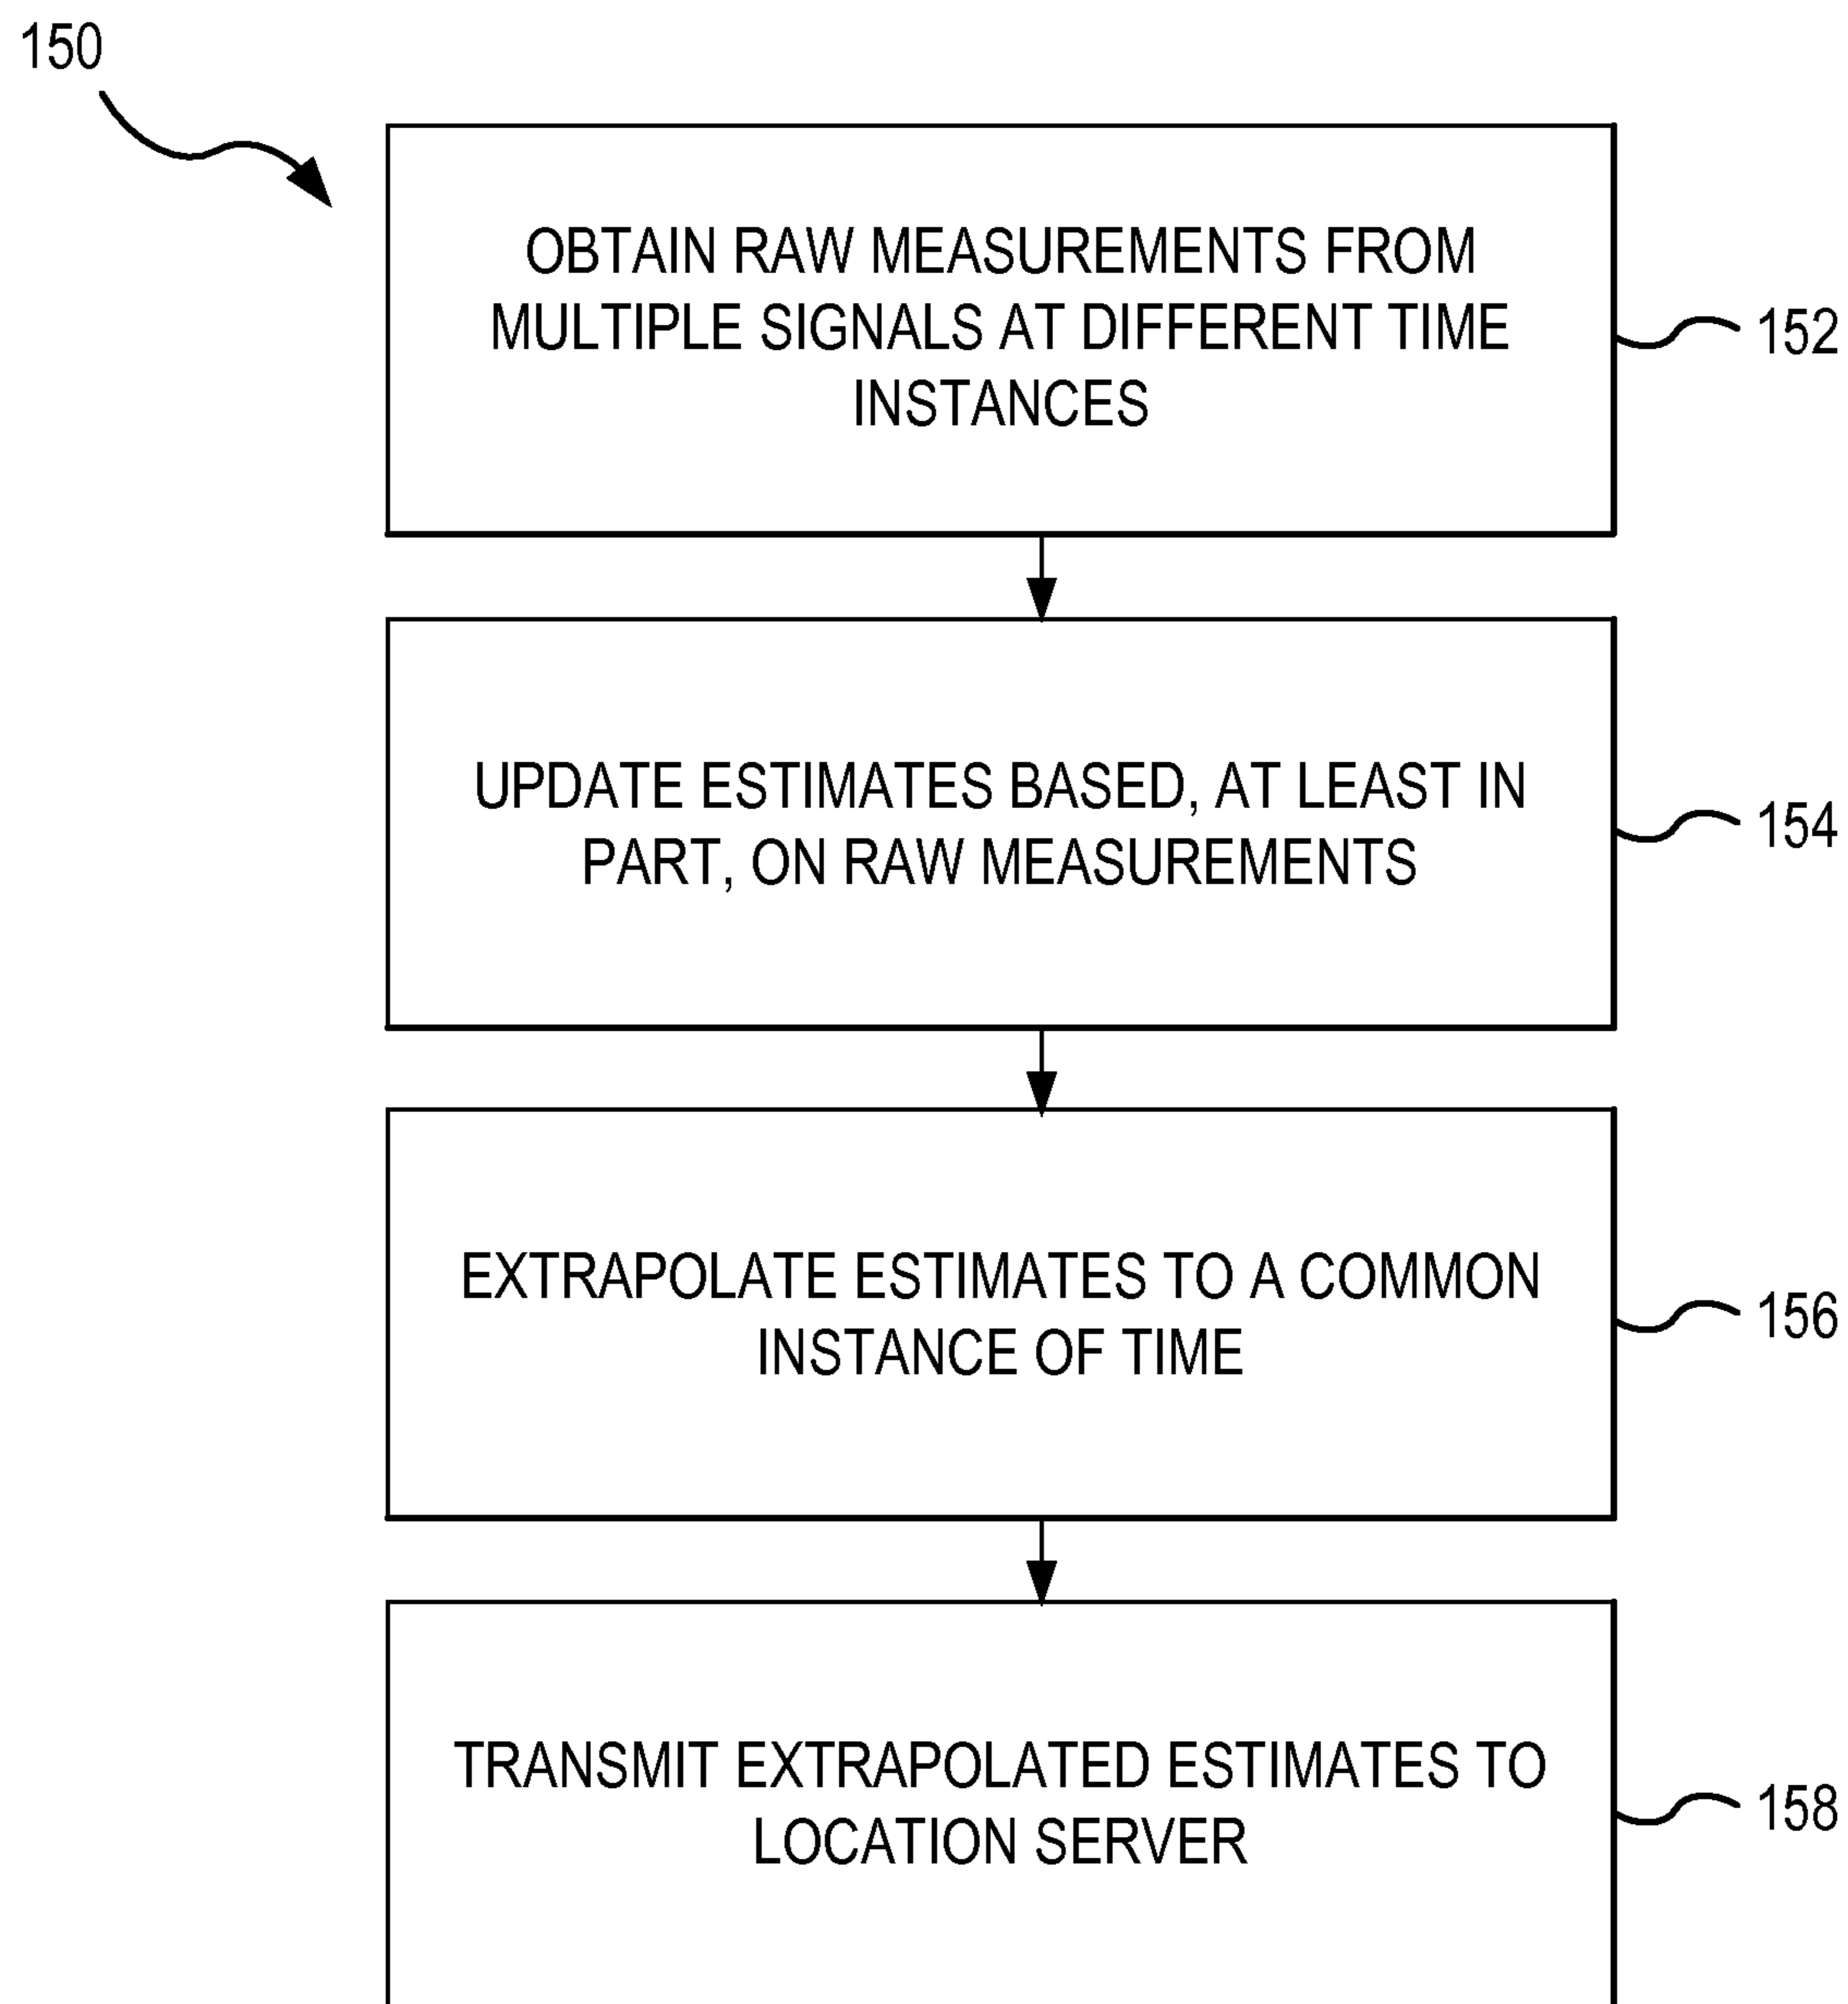 150
OBTAIN RAW MEASUREMENTS FROM
MULTIPLE SIGNALS AT DIFFERENT TIME
INSTANCES
152
UPDATE ESTIMATES BASED, AT LEAST IN
PART, ON RAW MEASUREMENTS
154
EXTRAPOLATE ESTIMATES TO A COMMON
INSTANCE OF TIME
156
TRANSMIT EXTRAPOLATED ESTIMATES TO
LOCATION SERVER
158